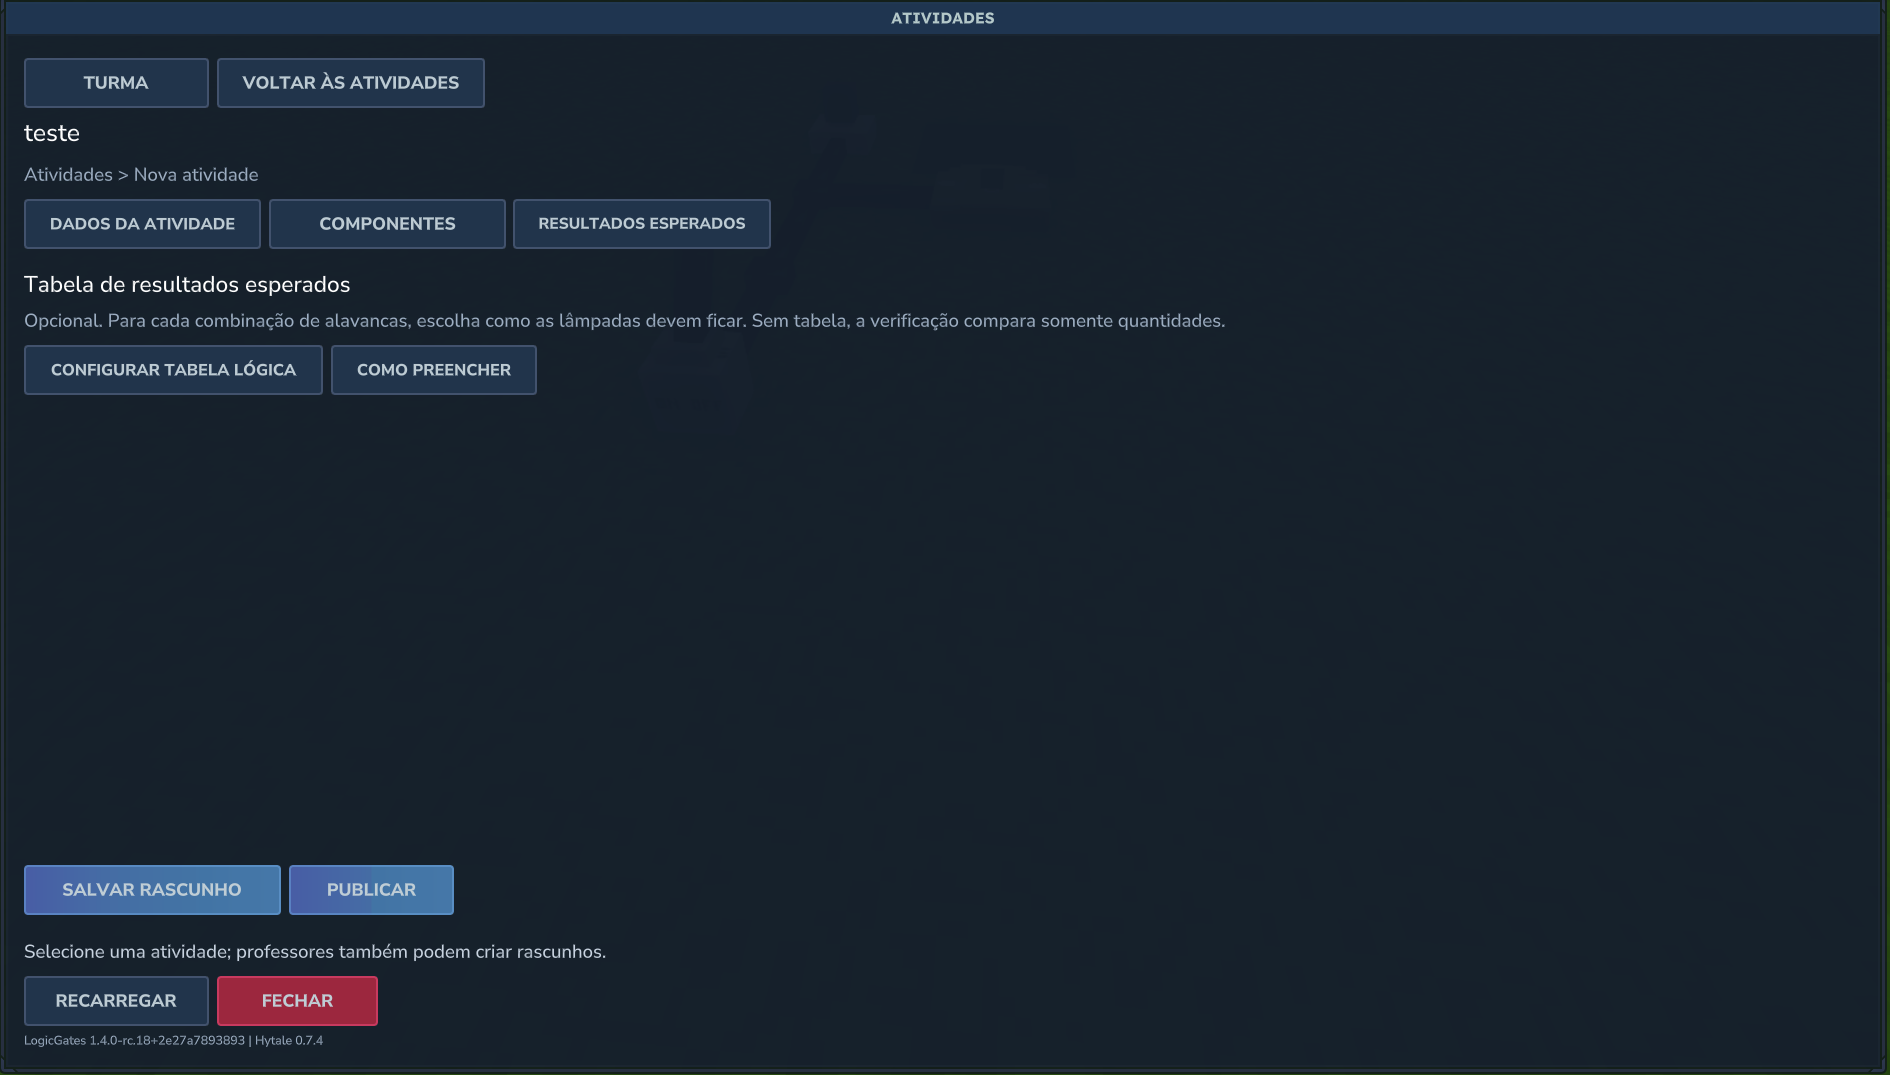 ATIVIDADES
TURMA
VOLTAR ÀS ATIVIDADES
teste
Atividades > Nova atividade
DADOS DA ATIVIDADE
COMPONENTES
RESULTADOS ESPERADOS
Tabela de resultados esperados
Opcional. Para cada combinação de alavancas, escolha como as lâmpadas devem ficar. Sem tabela, a verificação compara somente quantidades.
CONFIGURAR TABELA LÓGICA
COMO PREENCHER
SALVAR RASCUNHO
PUBLICAR
Selecione uma atividade; professores também podem criar rascunhos.
RECARREGAR
FECHAR
LogicGates 1.4.0-rc.18+2e27a7893893 | Hytale 0.7.4